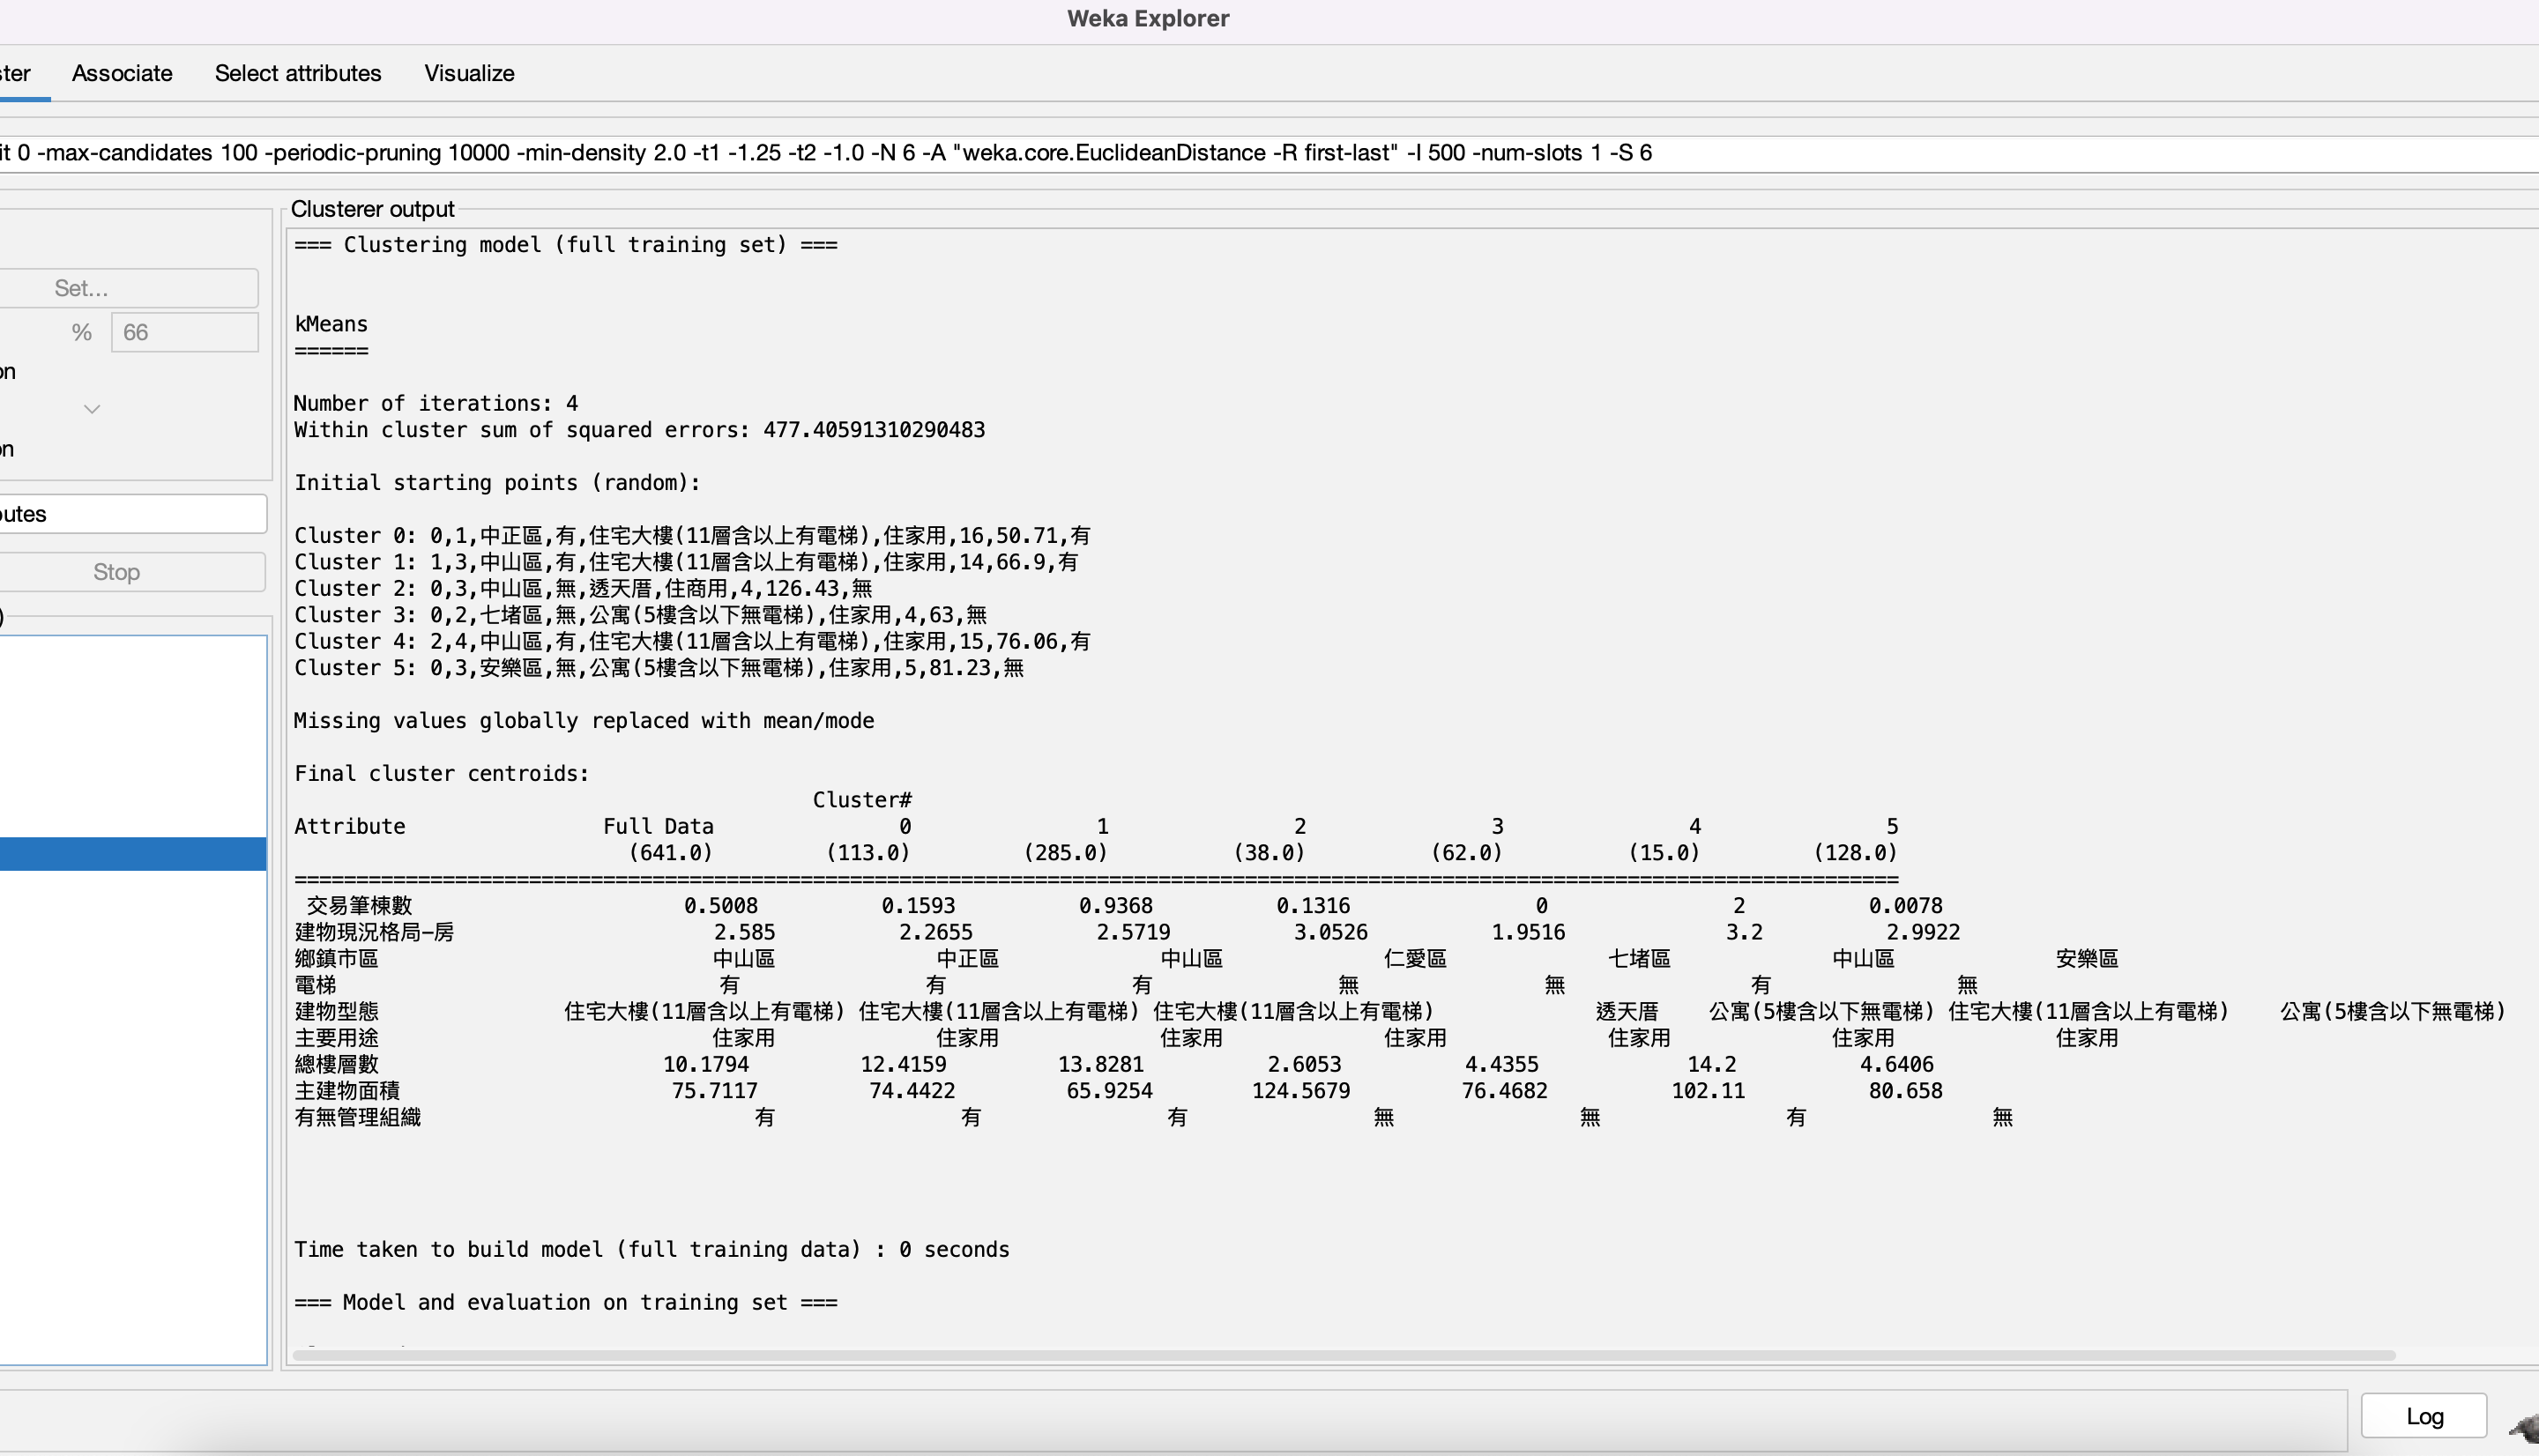 Weka Explorer
ster Associate Select attributes Visualize
it 0 -max-candidates 100 -periodic-pruning 10000 -min-density 2.0 -t1 -1.25 -t2 -1.0 -N 6 -A "weka.core.EuclideanDistance -R first-last" -I 500 -num-slots 1 -S 6
Clusterer output
Set...
% 66
on
on
butes
Stop
)
=== Clustering model (full training set) ===
kMeans
======
Number of iterations: 4
Within cluster sum of squared errors: 477.40591310290483
Initial starting points (random):
Cluster 0: 0,1,中正區,有,住宅大樓(11層含以上有電梯),住家用,16,50.71,有
Cluster 1: 1,3,中山區,有,住宅大樓(11層含以上有電梯),住家用,14,66.9,有
Cluster 2: 0,3,中山區,無,透天厝,住商用,4,126.43,無
Cluster 3: 0,2,七堵區,無,公寓(5樓含以下無電梯),住家用,4,63,無
Cluster 4: 2,4,中山區,有,住宅大樓(11層含以上有電梯),住家用,15,76.06,有
Cluster 5: 0,3,安樂區,無,公寓(5樓含以下無電梯),住家用,5,81.23,無
Missing values globally replaced with mean/mode
Final cluster centroids:
Cluster#
Attribute Full Data 0 1 2 3 4 5
(641.0) (113.0) (285.0) (38.0) (62.0) (15.0) (128.0)
==================================================================================================================================
交易筆棟數 0.5008 0.1593 0.9368 0.1316 0 2 0.0078
建物現況格局-房 2.585 2.2655 2.5719 3.0526 1.9516 3.2 2.9922
鄉鎮市區 中山區 中正區 中山區 仁愛區 七堵區 中山區 安樂區
電梯 有 有 有 無 無 有 無
建物型態 住宅大樓(11層含以上有電梯) 住宅大樓(11層含以上有電梯) 住宅大樓(11層含以上有電梯) 透天厝 公寓(5樓含以下無電梯) 住宅大樓(11層含以上有電梯) 公寓(5樓含以下無電梯)
主要用途 住家用 住家用 住家用 住家用 住家用 住家用 住家用
總樓層數 10.1794 12.4159 13.8281 2.6053 4.4355 14.2 4.6406
主建物面積 75.7117 74.4422 65.9254 124.5679 76.4682 102.11 80.658
有無管理組織 有 有 有 無 無 有 無
Time taken to build model (full training data) : 0 seconds
=== Model and evaluation on training set ===
Log